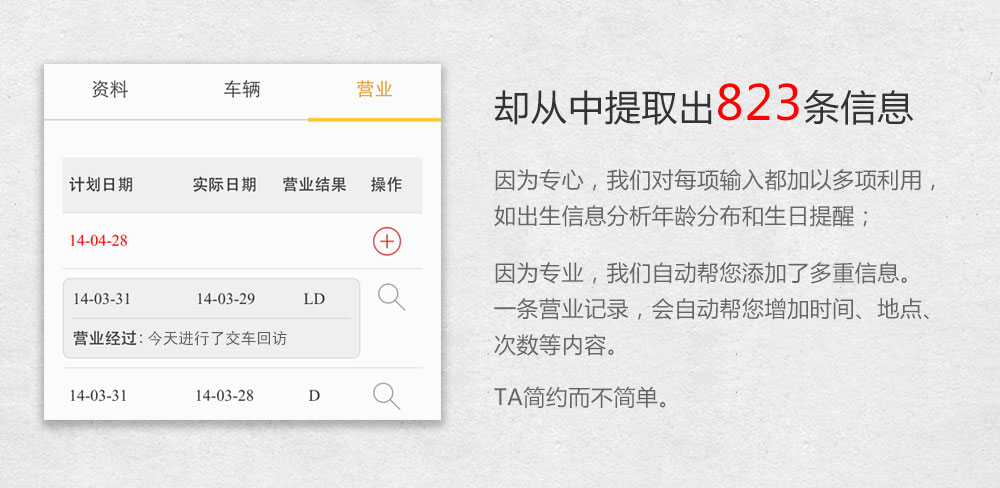 资料 车辆 营业
计划日期 实际日期 营业结果 操作
14-04-28
14-03-31 14-03-29 LD
营业经过：今天进行了交车回访
14-03-31 14-03-28 D
却从中提取出823条信息
因为专心，我们对每项输入都加以多项利用，
如出生信息分析年龄分布和生日提醒；
因为专业，我们自动帮您添加了多重信息。
一条营业记录，会自动帮您增加时间、地点、
次数等内容。
TA简约而不简单。